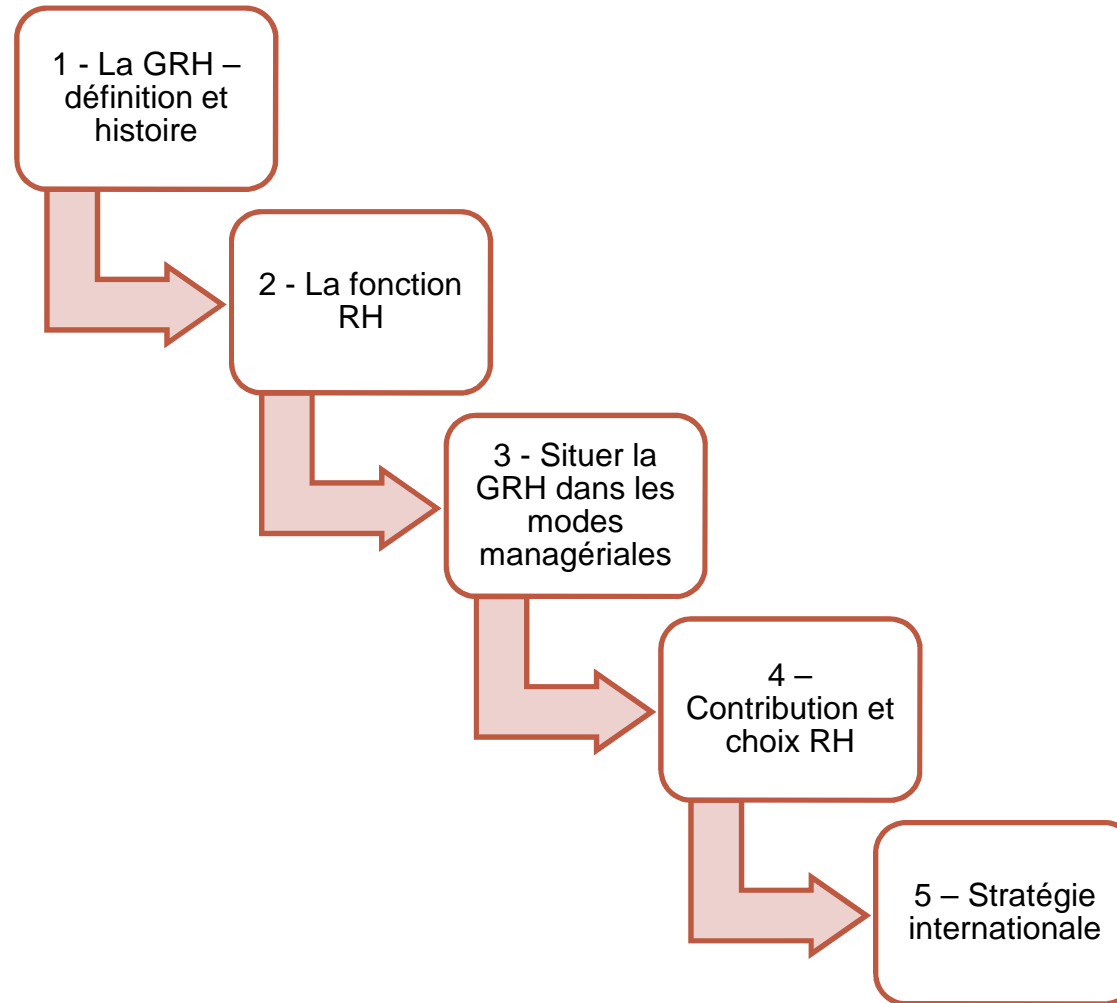 1 - La GRH –
définition et
histoire
2 - La fonction
RH
3 - Situer la
GRH dans les
modes
managériales
4 –
Contribution et
choix RH
5 – Stratégie
internationale